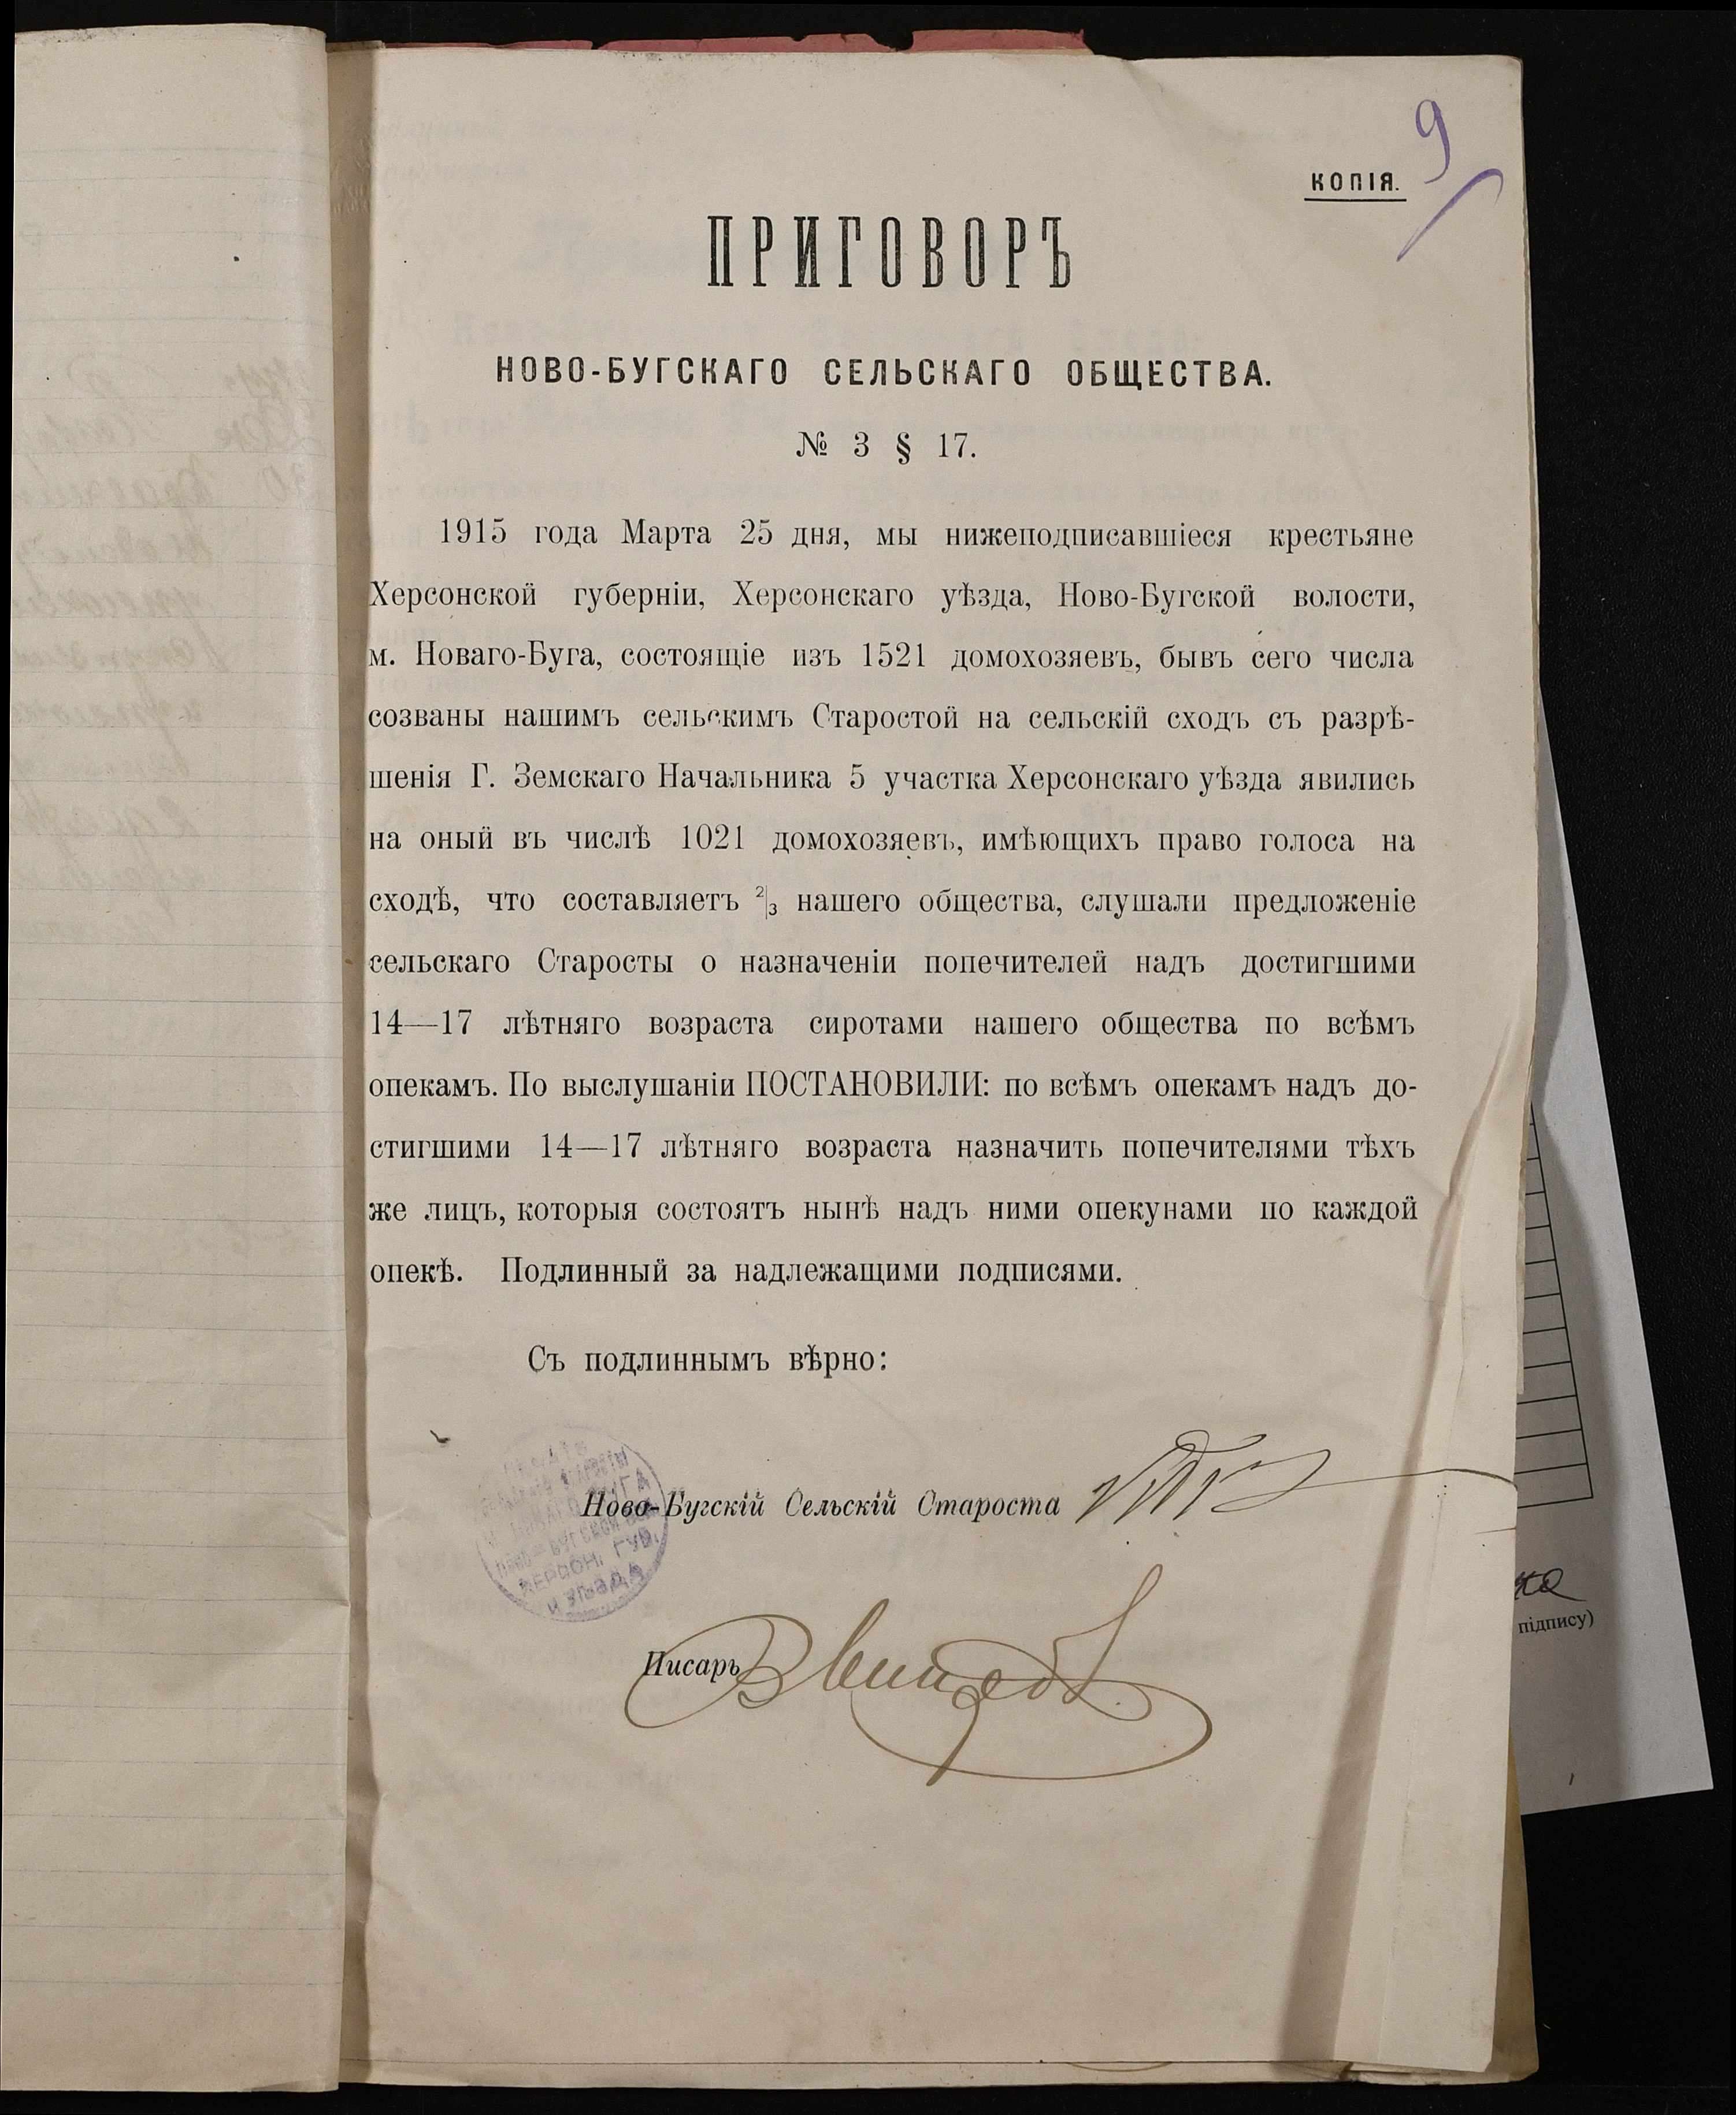 9
КОПІЯ.
ПРИГОВОРЪ
НОВО-БУГСКАГО СЕЛЬСКАГО ОБЩЕСТВА.
№ 3 § 17.
1915 года Марта 25 дня, мы нижеподписавшіеся крестьяне
Херсонской губерніи, Херсонскаго уѣзда, Ново-Бугской волости,
м. Новаго-Буга, состоящіе изъ 1521 домохозяевъ, бывъ сего числа
созваны нашимъ сельскимъ Старостой на сельскій сходъ съ разрѣ-
шенія Г. Земскаго Начальника 5 участка Херсонскаго уѣзда явились
на оный въ числѣ 1021 домохозяевъ, имѣющихъ право голоса на
сходѣ, что составляетъ 2/3 нашего общества, слушали предложеніе
сельскаго Старосты о назначеніи попечителей надъ достигшими
14—17 лѣтняго возраста сиротами нашего общества по всѣмъ
опекамъ. По выслушаніи ПОСТАНОВИЛИ: по всѣмъ опекамъ надъ до-
стигшими 14—17 лѣтняго возраста назначить попечителями тѣхъ
же лицъ, которыя состоятъ нынѣ надъ ними опекунами по каждой
опекѣ. Подлинный за надлежащими подписями.
Съ подлиннымъ вѣрно:
Ново-Бугскій Сельскій Староста
Писарь
ХЕРСОН. ГУБ.
И УѢЗДА
підпису)